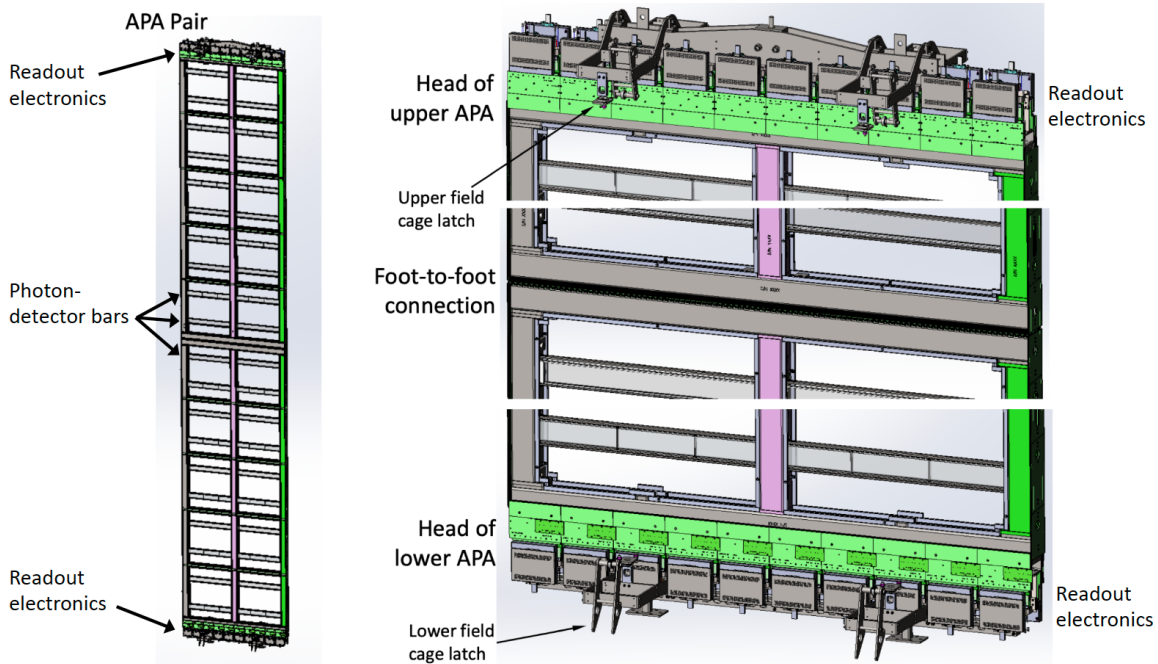 APA Pair
Readout
electronics
Photon-
detector bars
Readout
electronics
Head of
upper APA
Readout
electronics
Upper field
cage latch
Foot-to-foot
connection
Head of
lower APA
Lower field
cage latch
Readout
electronics